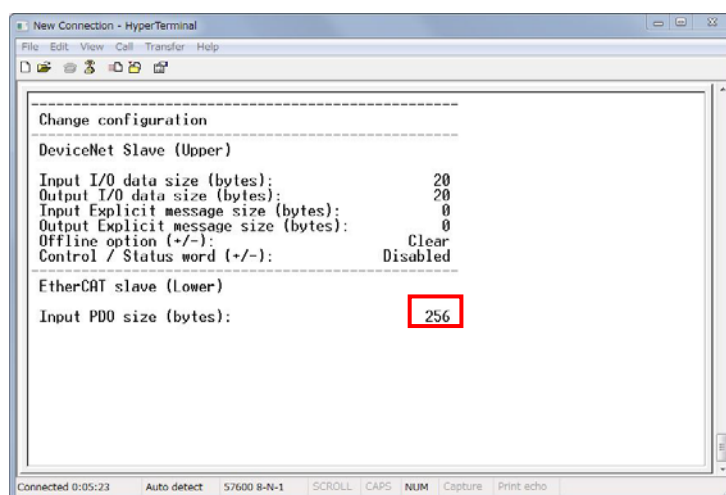 New Connection - HyperTerminal
File Edit View Call Transfer Help
Change configuration
DeviceNet Slave (Upper)
Input I/O data size (bytes): 20
Output I/O data size (bytes): 20
Input Explicit message size (bytes): 0
Output Explicit message size (bytes): 0
Offline option (+/-): Clear
Control / Status word (+/-): Disabled
EtherCAT slave (Lower)
Input PDO size (bytes): 256
Connected 0:05:23 Auto detect 57600 8-N-1 SCROLL CAPS NUM Capture Print echo